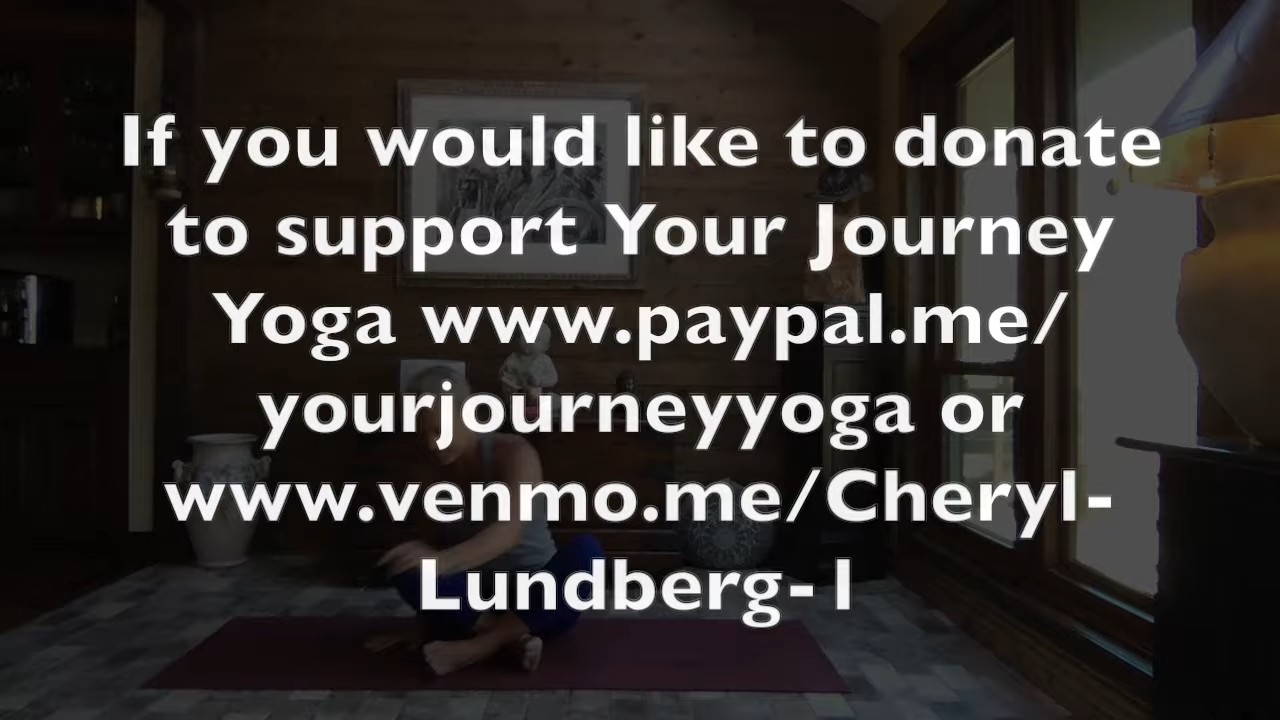 If you would like to donate
to support Your Journey
Yoga www.paypal.me/
yourjourneyyoga or
www.venmo.me/Cheryl-
Lundberg-1